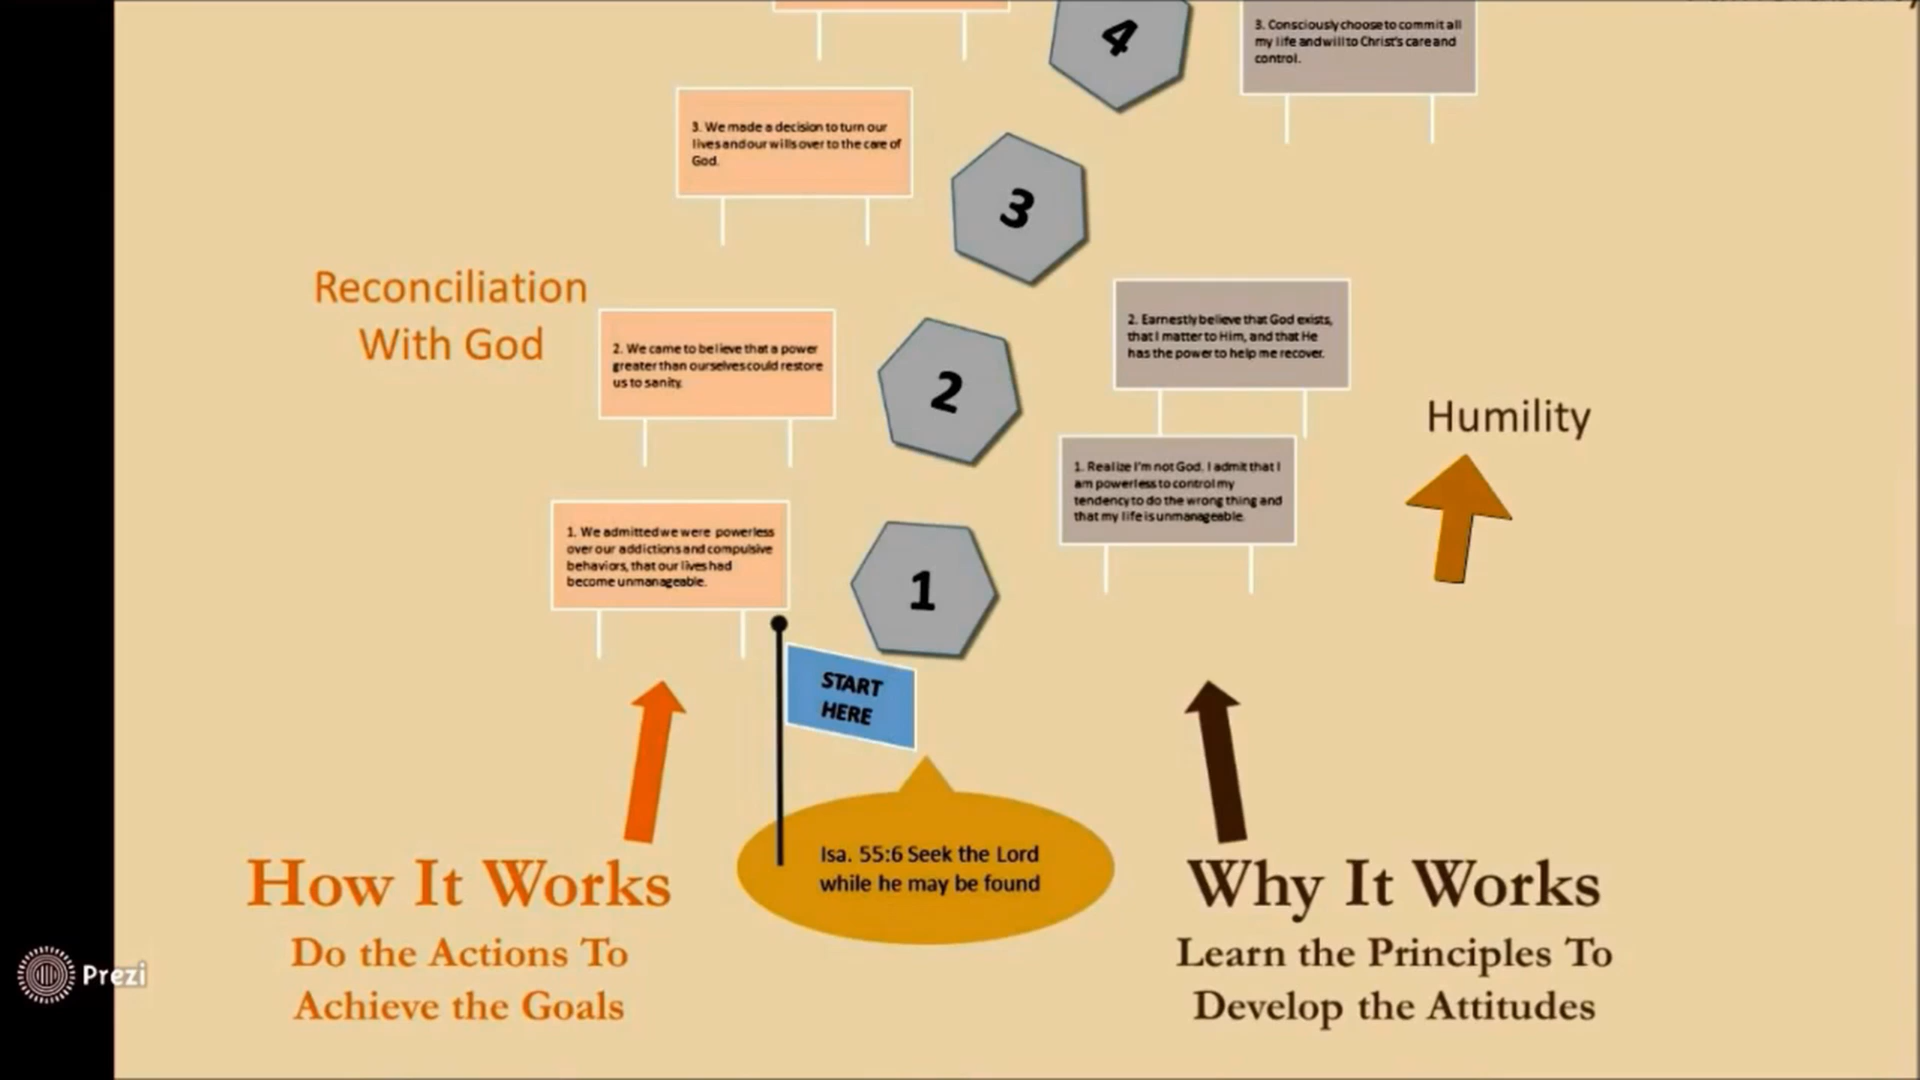 4
3. Consciously choose to commit all
my life and will to Christ's care and
control.
3. We made a decision to turn our
lives and our wills over to the care of
God.
3
Reconciliation
With God
2. We came to believe that a power
greater than ourselves could restore
us to sanity.
2
2. Earnestly believe that God exists,
that I matter to Him, and that He
has the power to help me recover.
Humility
1. Realize I'm not God. I admit that I
am powerless to control my
tendency to do the wrong thing and
that my life is unmanageable.
1. We admitted we were powerless
over our addictions and compulsive
behaviors, that our lives had
become unmanageable.
1
START
HERE
Isa. 55:6 Seek the Lord
while he may be found
How It Works
Do the Actions To
Achieve the Goals
Why It Works
Learn the Principles To
Develop the Attitudes
Prezi